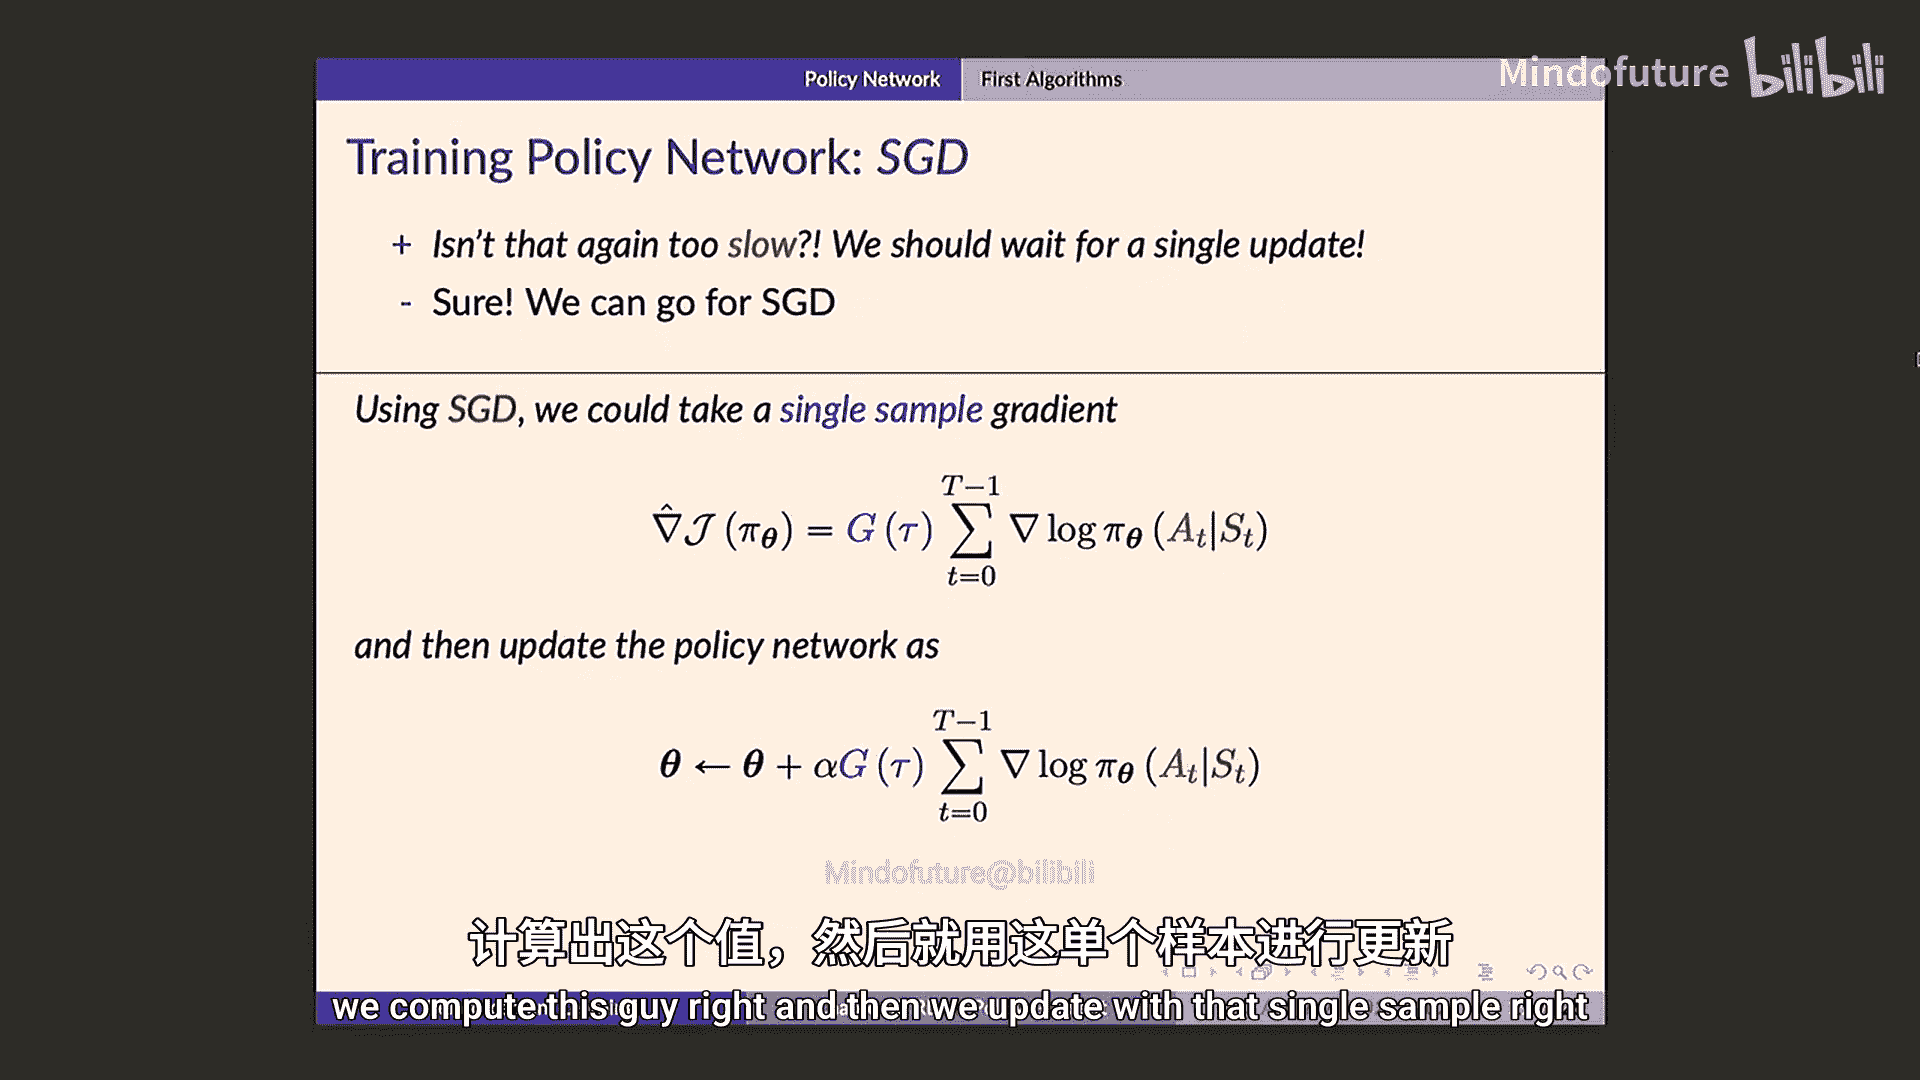 Policy Network First Algorithms
Mindofuture bilibili
Training Policy Network: SGD
+ Isn't that again too slow?! We should wait for a single update!
- Sure! We can go for SGD
Using SGD, we could take a single sample gradient
∇̂𝒥(π_θ) = G(τ) ∑_{t=0}^{T−1} ∇ log π_θ (A_t|S_t)
and then update the policy network as
θ ← θ + αG(τ) ∑_{t=0}^{T−1} ∇ log π_θ (A_t|S_t)
Mindofuture@bilibili
计算出这个值，然后就用这单个样本进行更新
we compute this guy right and then we update with that single sample right